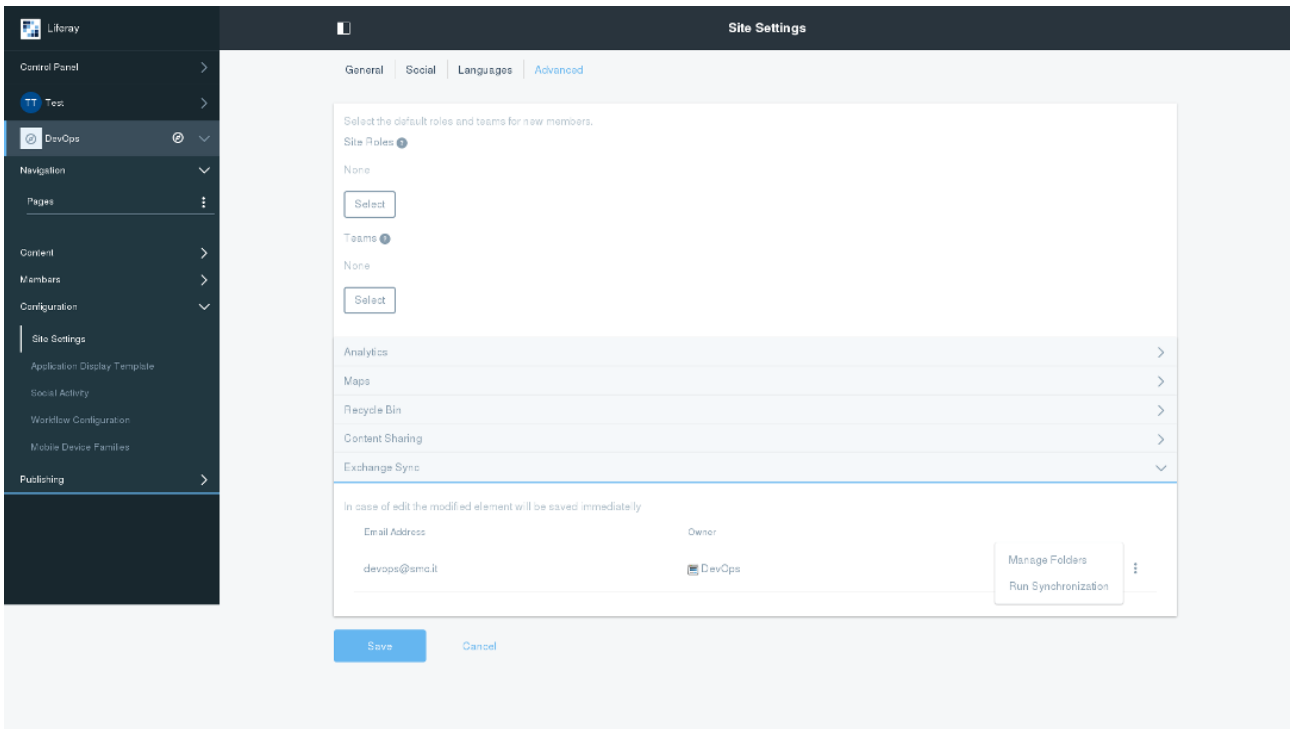 Liferay
Site Settings
Control Panel
TT Test
DevOps
Navigation
Pages
Content
Members
Configuration
Site Settings
Application Display Template
Social Activity
Workflow Configuration
Mobile Device Families
Publishing
General Social Languages Advanced
Select the default roles and teams for new members.
Site Roles ?
None
Select
Teams ?
None
Select
Analytics
Maps
Recycle Bin
Content Sharing
Exchange Sync
In case of edit the modified element will be saved immediatelly
Email Address Owner
devops@smc.it DevOps
Manage Folders
Run Synchronization
Save Cancel